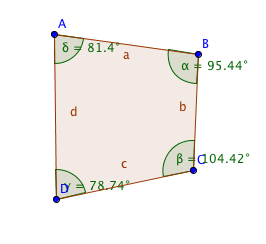 A
B
δ = 81.4°
a
α = 95.44°
d
b
c
β = 104.42°
C
D
γ = 78.74°